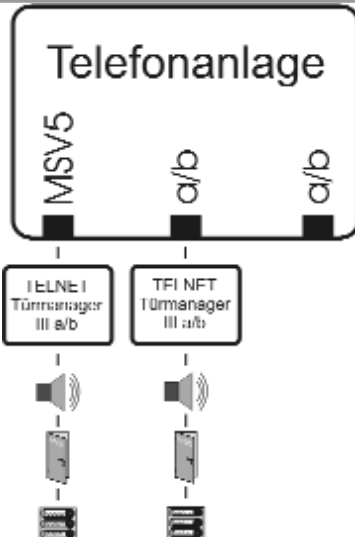 Telefonanlage
MSV5
a/b
a/b
TELNET
Türmanager
III a/b
TELNET
Türmanager
III a/b